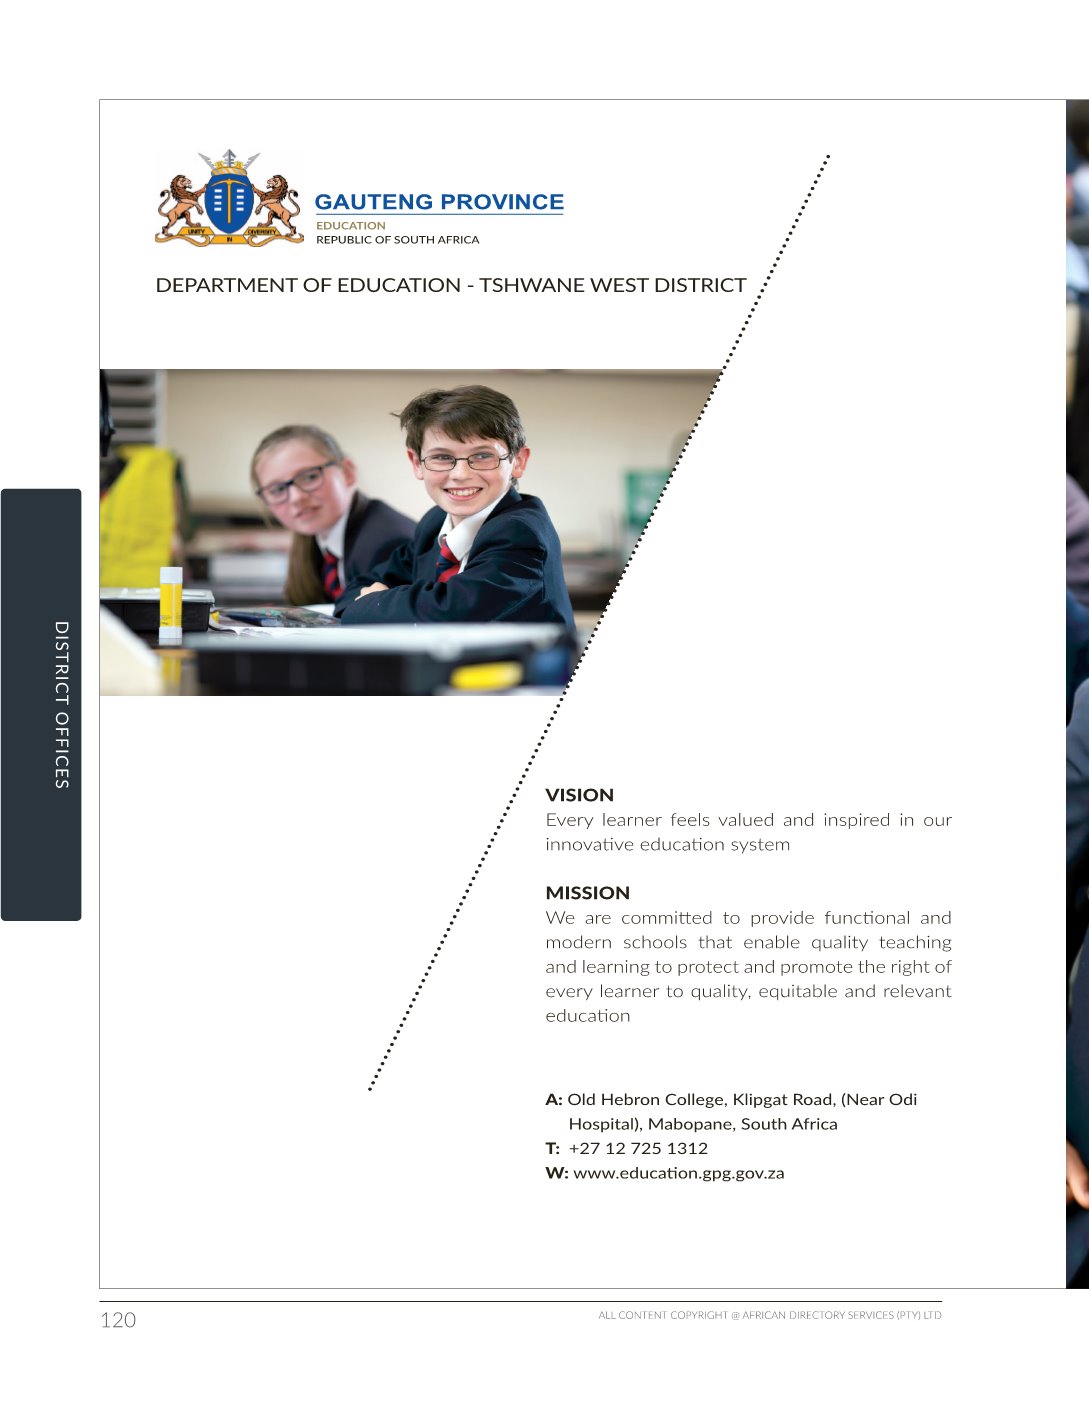 UNITY
IN
DIVERSITY
GAUTENG PROVINCE
EDUCATION
REPUBLIC OF SOUTH AFRICA
DEPARTMENT OF EDUCATION - TSHWANE WEST DISTRICT
DISTRICT OFFICES
VISION
Every learner feels valued and inspired in our
innovative education system
MISSION
We are committed to provide functional and
modern schools that enable quality teaching
and learning to protect and promote the right of
every learner to quality, equitable and relevant
education
A: Old Hebron College, Klipgat Road, (Near Odi
Hospital), Mabopane, South Africa
T: +27 12 725 1312
W: www.education.gpg.gov.za
120
ALL CONTENT COPYRIGHT @ AFRICAN DIRECTORY SERVICES (PTY) LTD